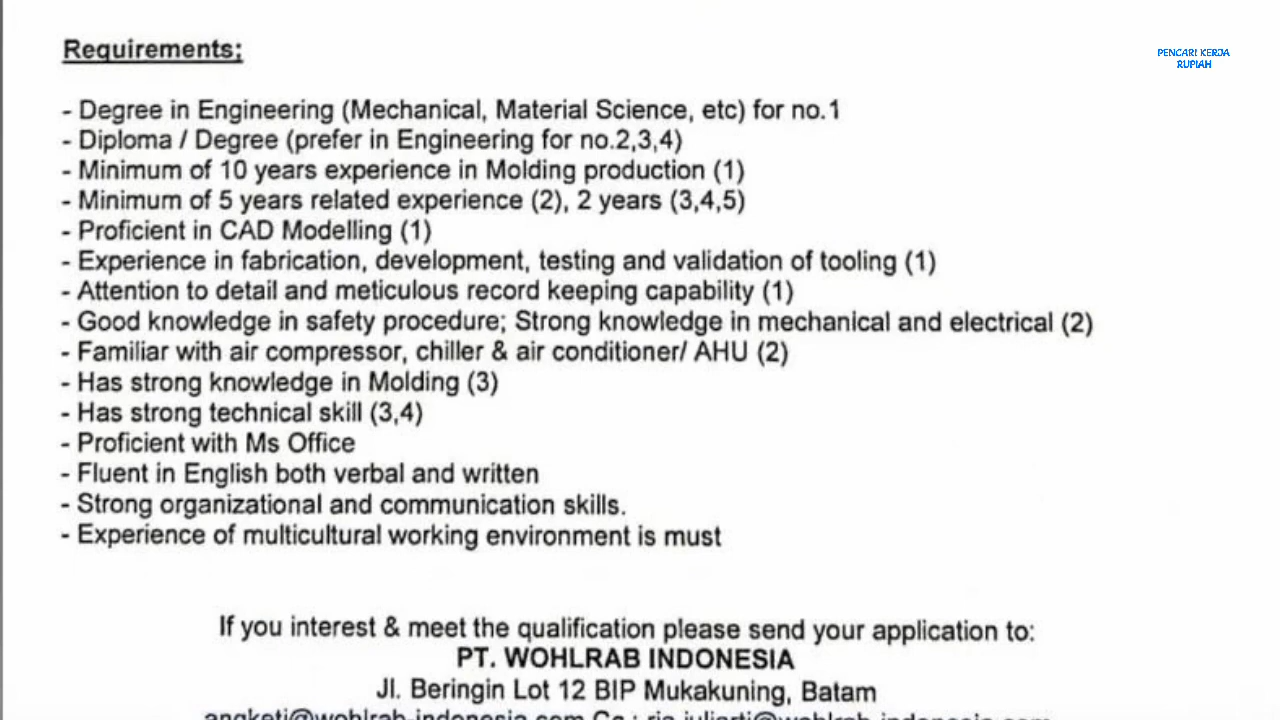 Requirements;
PENCARI KERJA
RUPIAH
- Degree in Engineering (Mechanical, Material Science, etc) for no.1
- Diploma / Degree (prefer in Engineering for no.2,3,4)
- Minimum of 10 years experience in Molding production (1)
- Minimum of 5 years related experience (2), 2 years (3,4,5)
- Proficient in CAD Modelling (1)
- Experience in fabrication, development, testing and validation of tooling (1)
- Attention to detail and meticulous record keeping capability (1)
- Good knowledge in safety procedure; Strong knowledge in mechanical and electrical (2)
- Familiar with air compressor, chiller & air conditioner/ AHU (2)
- Has strong knowledge in Molding (3)
- Has strong technical skill (3,4)
- Proficient with Ms Office
- Fluent in English both verbal and written
- Strong organizational and communication skills.
- Experience of multicultural working environment is must
If you interest & meet the qualification please send your application to:
PT. WOHLRAB INDONESIA
Jl. Beringin Lot 12 BIP Mukakuning, Batam